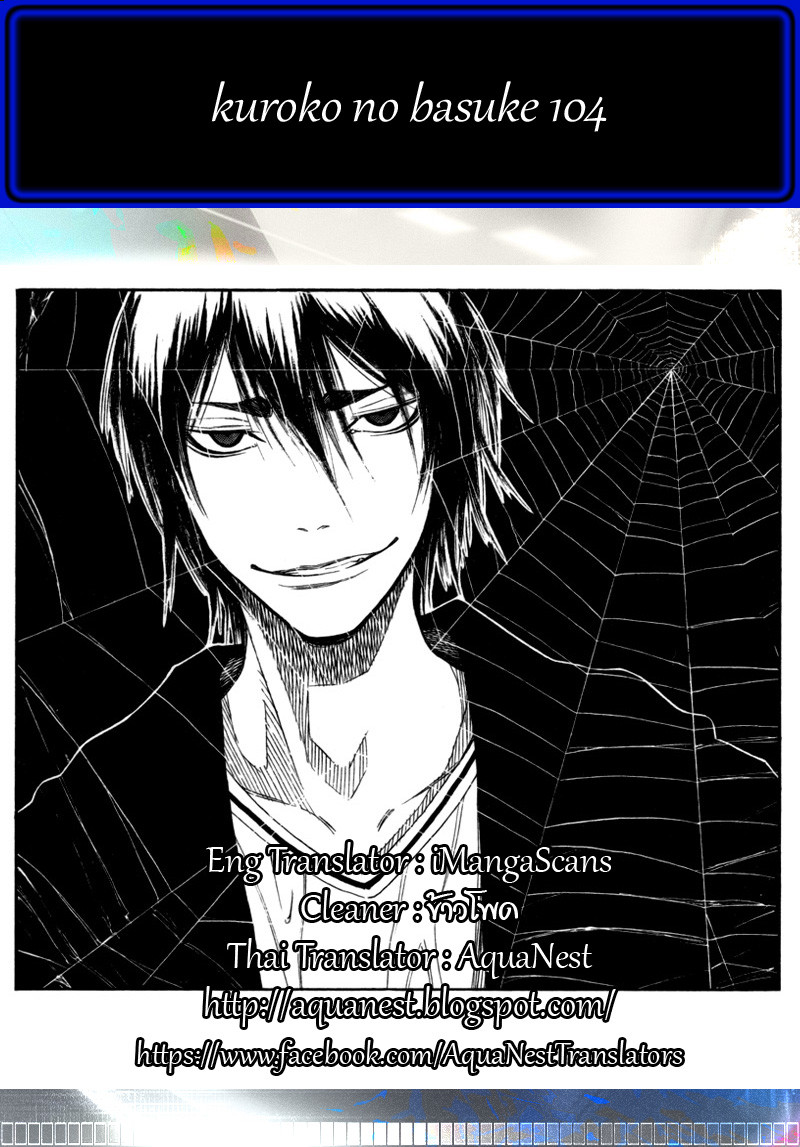 kuroko no basuke 104
Eng Translator : iMangaScans
Cleaner : ข้าวโพด
Thai Translator : AquaNest
http://aquanest.blogspot.com/
https://www.facebook.com/AquaNestTranslators